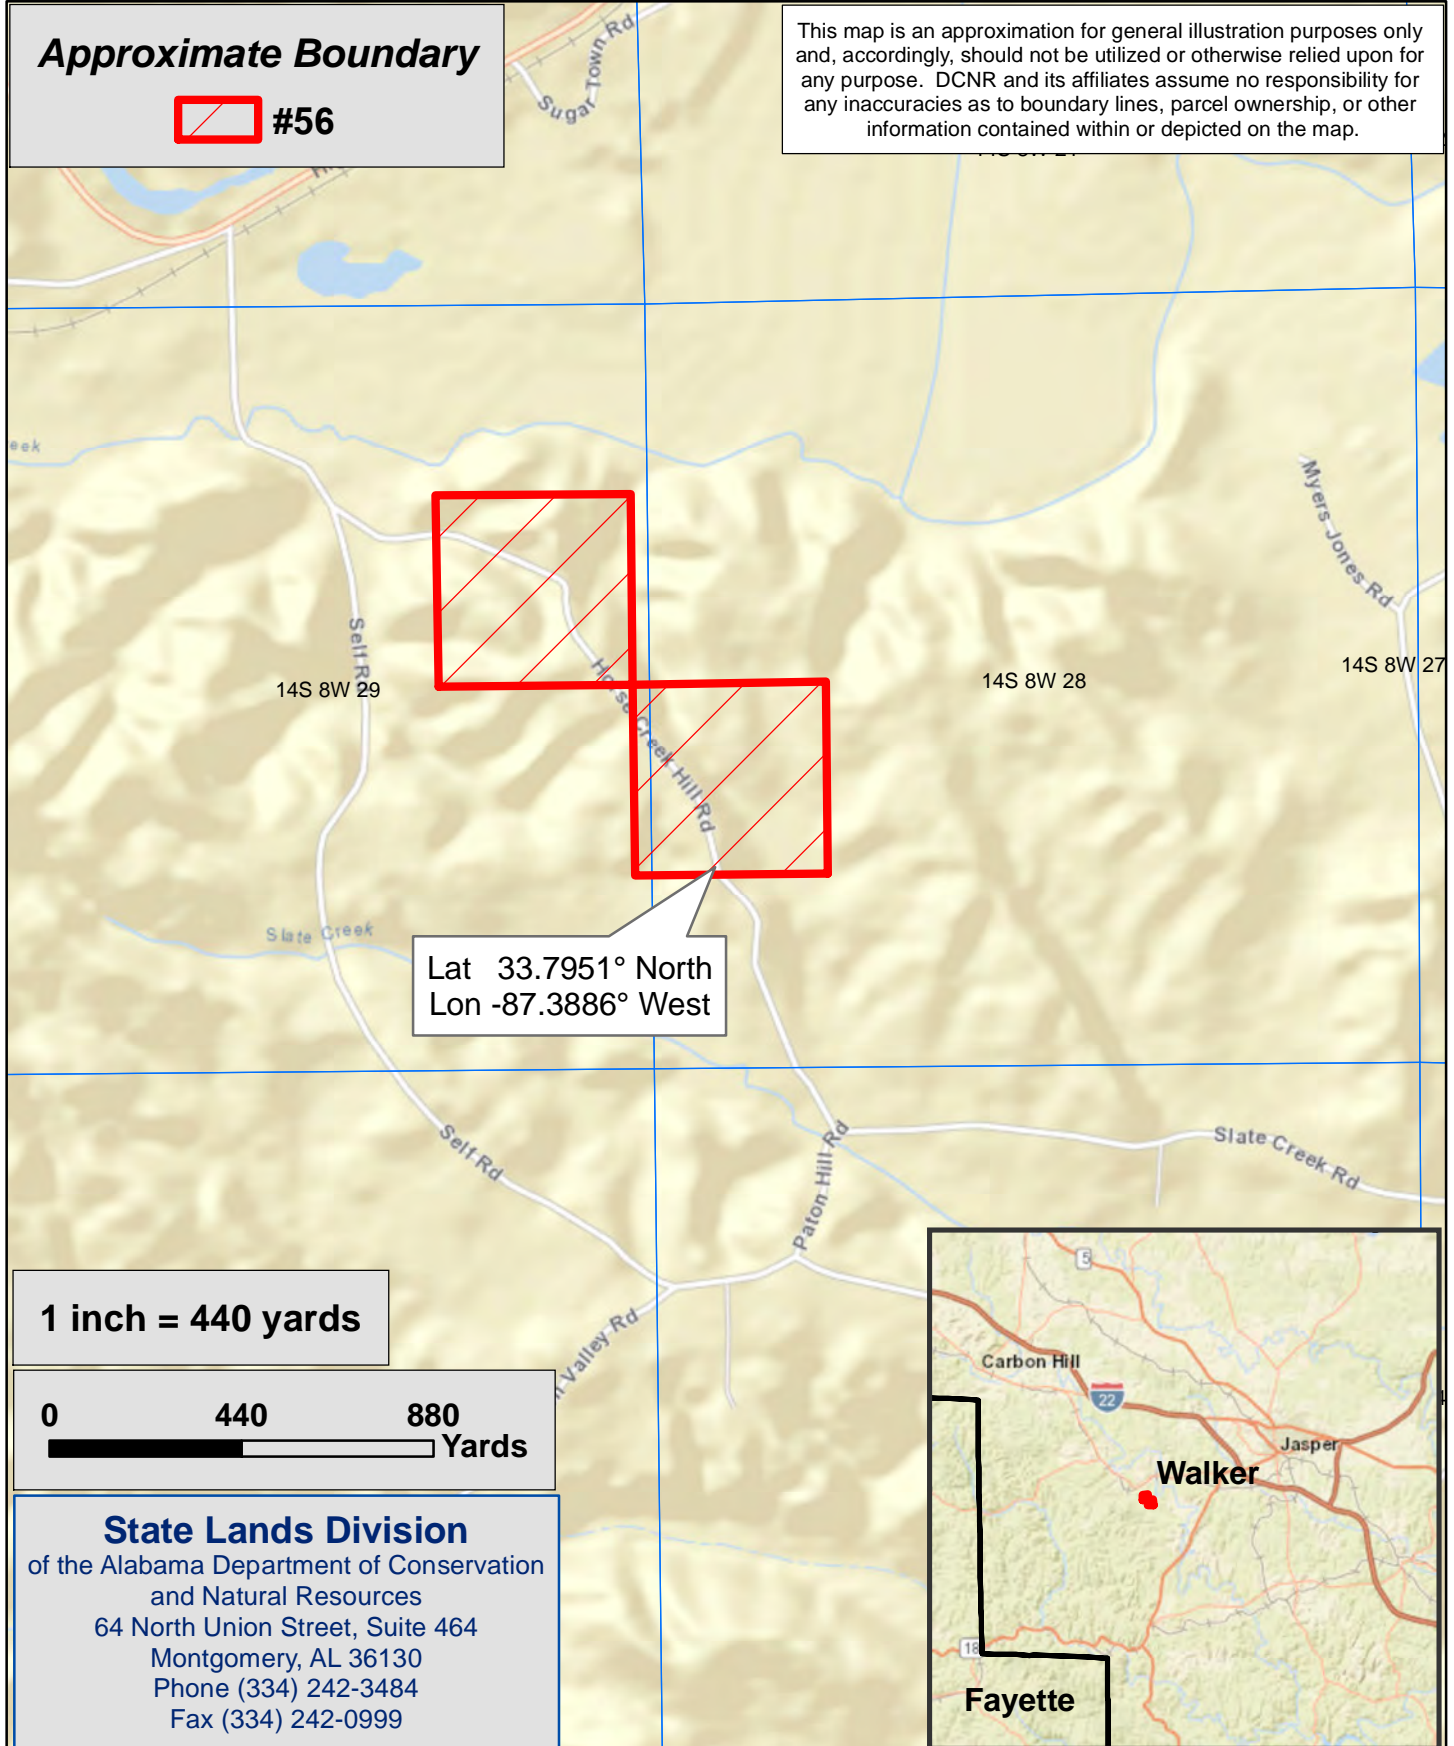 Approximate Boundary
#56
This map is an approximation for general illustration purposes only
and, accordingly, should not be utilized or otherwise relied upon for
any purpose. DCNR and its affiliates assume no responsibility for
any inaccuracies as to boundary lines, parcel ownership, or other
information contained within or depicted on the map.
Sugar Town Rd
eek
Myers Jones Rd
Self Rd
14S 8W 29
Horse Creek Hill Rd
14S 8W 28
14S 8W 27
Slate Creek
Lat 33.7951° North
Lon -87.3886° West
Self Rd
Paton Hill Rd
Slate Creek Rd
Valley Rd
1 inch = 440 yards
0 440 880
Yards
State Lands Division
of the Alabama Department of Conservation
and Natural Resources
64 North Union Street, Suite 464
Montgomery, AL 36130
Phone (334) 242-3484
Fax (334) 242-0999
5
Carbon Hill
22
Jasper
Walker
18
Fayette